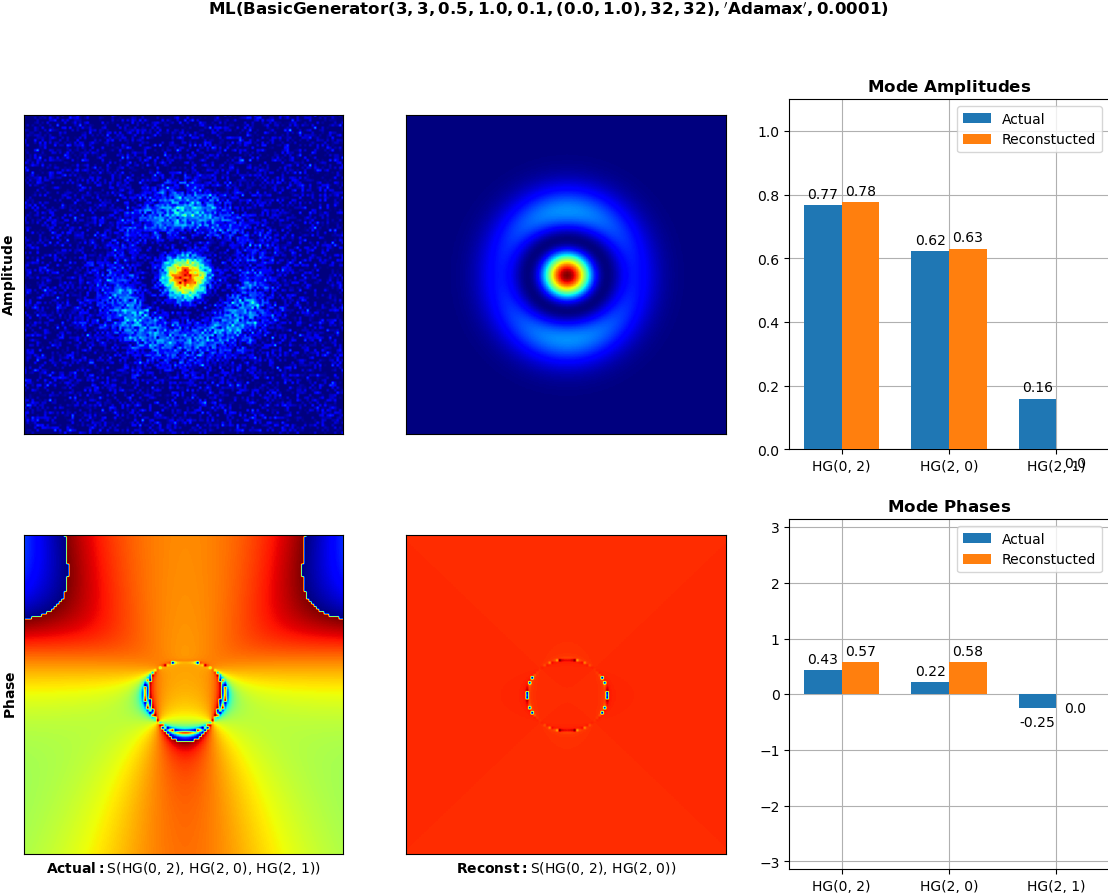 ML(BasicGenerator(3, 3, 0.5, 1.0, 0.1, (0.0, 1.0), 32, 32), ′Adamax′, 0.0001)
Amplitude
Mode Amplitudes
Actual
Reconstucted
1.0
0.8
0.6
0.4
0.2
0.0
0.77
0.78
0.62
0.63
0.16
0.0
HG(0, 2)
HG(2, 0)
HG(2, 1)
Phase
Actual: S(HG(0, 2), HG(2, 0), HG(2, 1))
Reconst: S(HG(0, 2), HG(2, 0))
Mode Phases
Actual
Reconstucted
3
2
1
0
−1
−2
−3
0.43
0.57
0.22
0.58
-0.25
0.0
HG(0, 2)
HG(2, 0)
HG(2, 1)